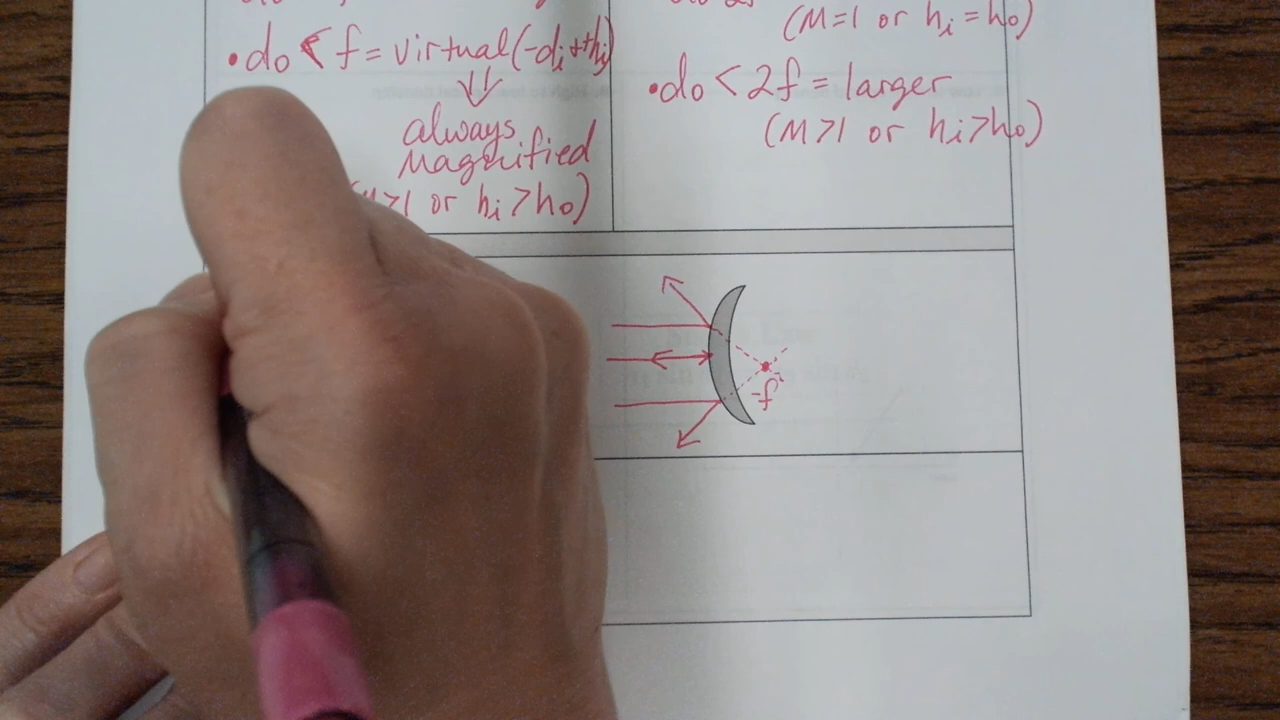 •do < f = virtual (-di, +hi)
always
magnified
>1 or hi > ho)
(M=1 or hi = ho)
•do < 2f = larger
(M>1 or hi > ho)
-f